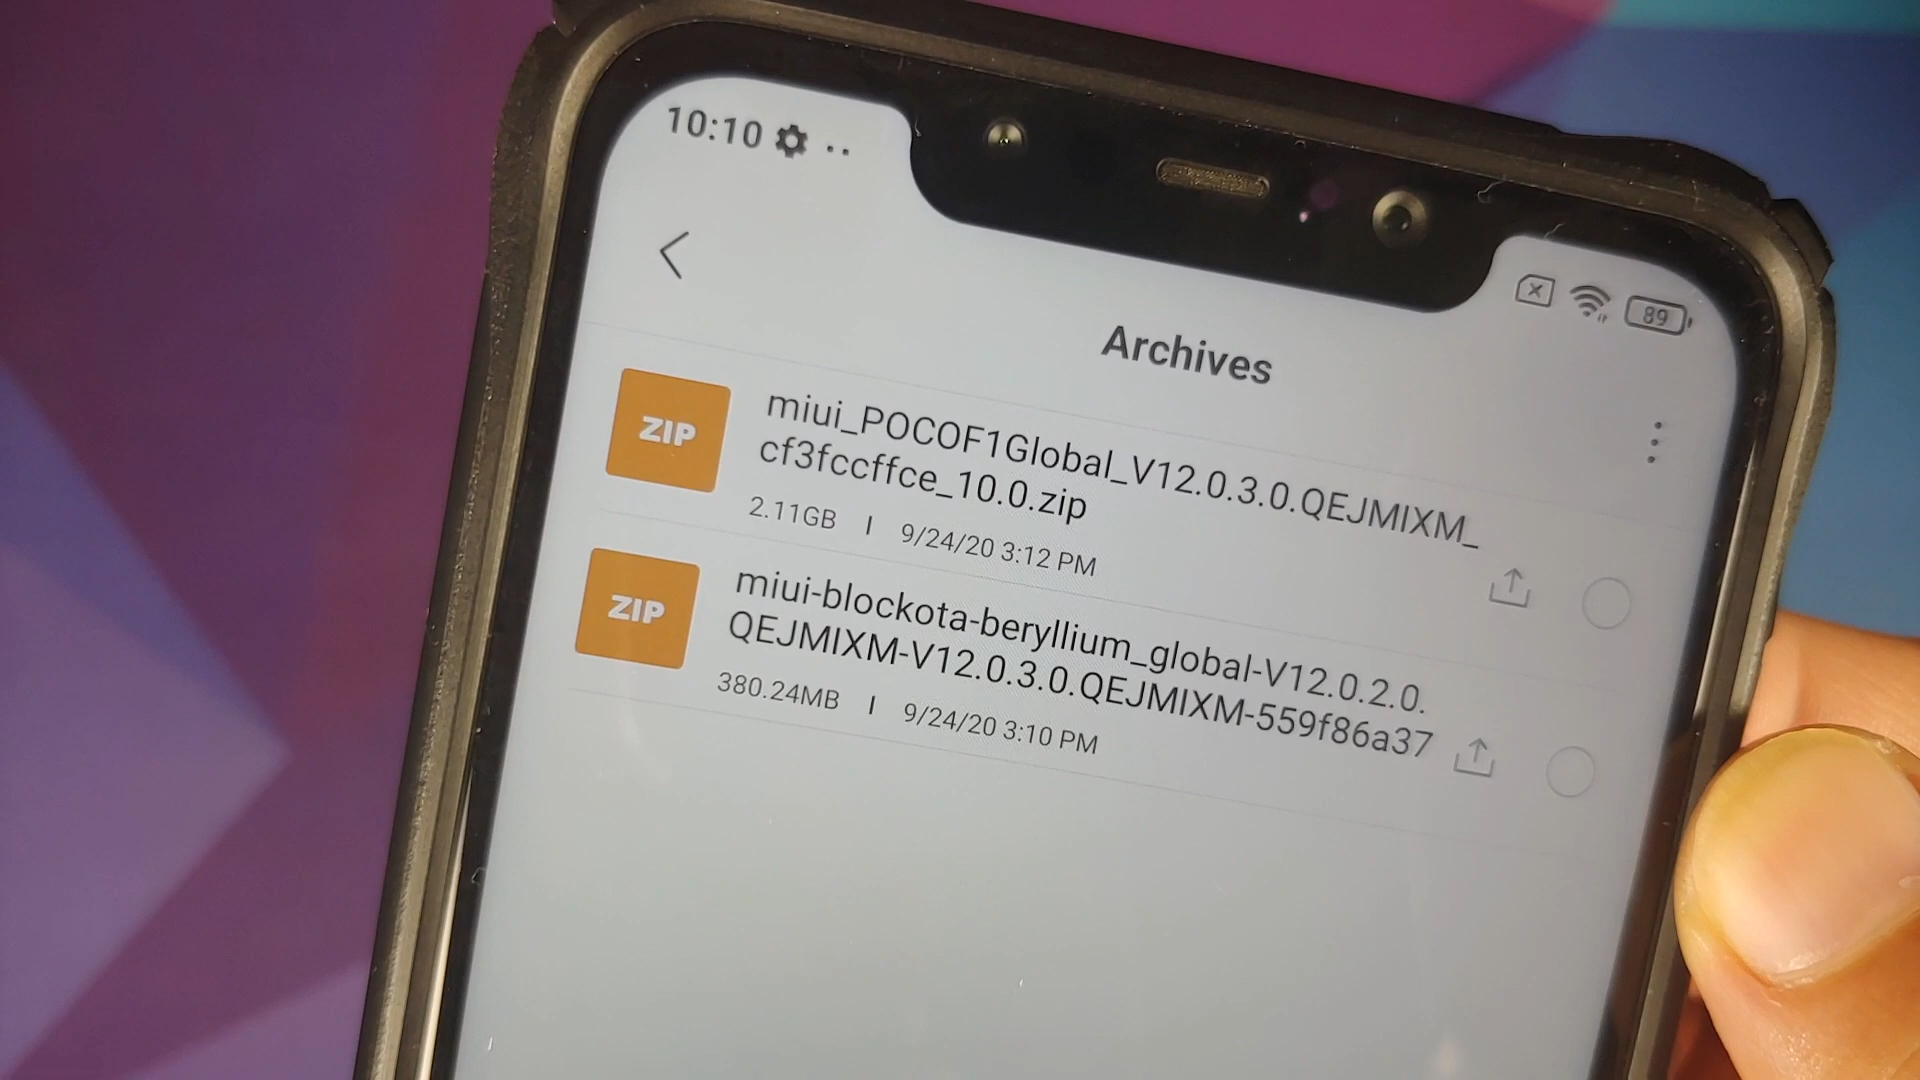 10:10
89
Archives
ZIP
miui_POCOF1Global_V12.0.3.0.QEJMIXM_
cf3fccffce_10.0.zip
2.11GB | 9/24/20 3:12 PM
ZIP
miui-blockota-beryllium_global-V12.0.2.0.
QEJMIXM-V12.0.3.0.QEJMIXM-559f86a37
380.24MB | 9/24/20 3:10 PM